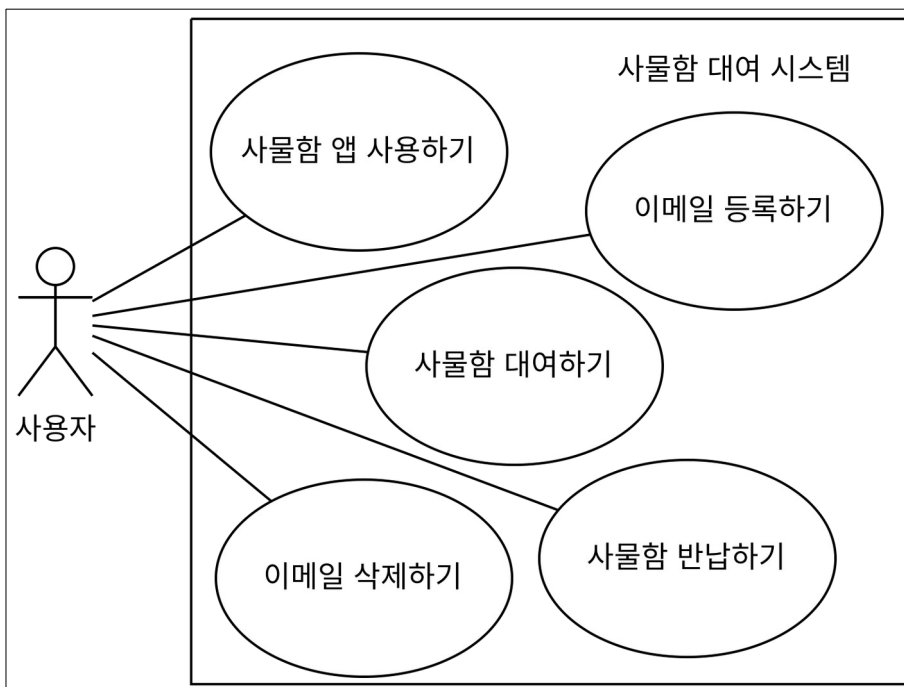 사물함 대여 시스템
사물함 앱 사용하기
이메일 등록하기
사물함 대여하기
사용자
사물함 반납하기
이메일 삭제하기